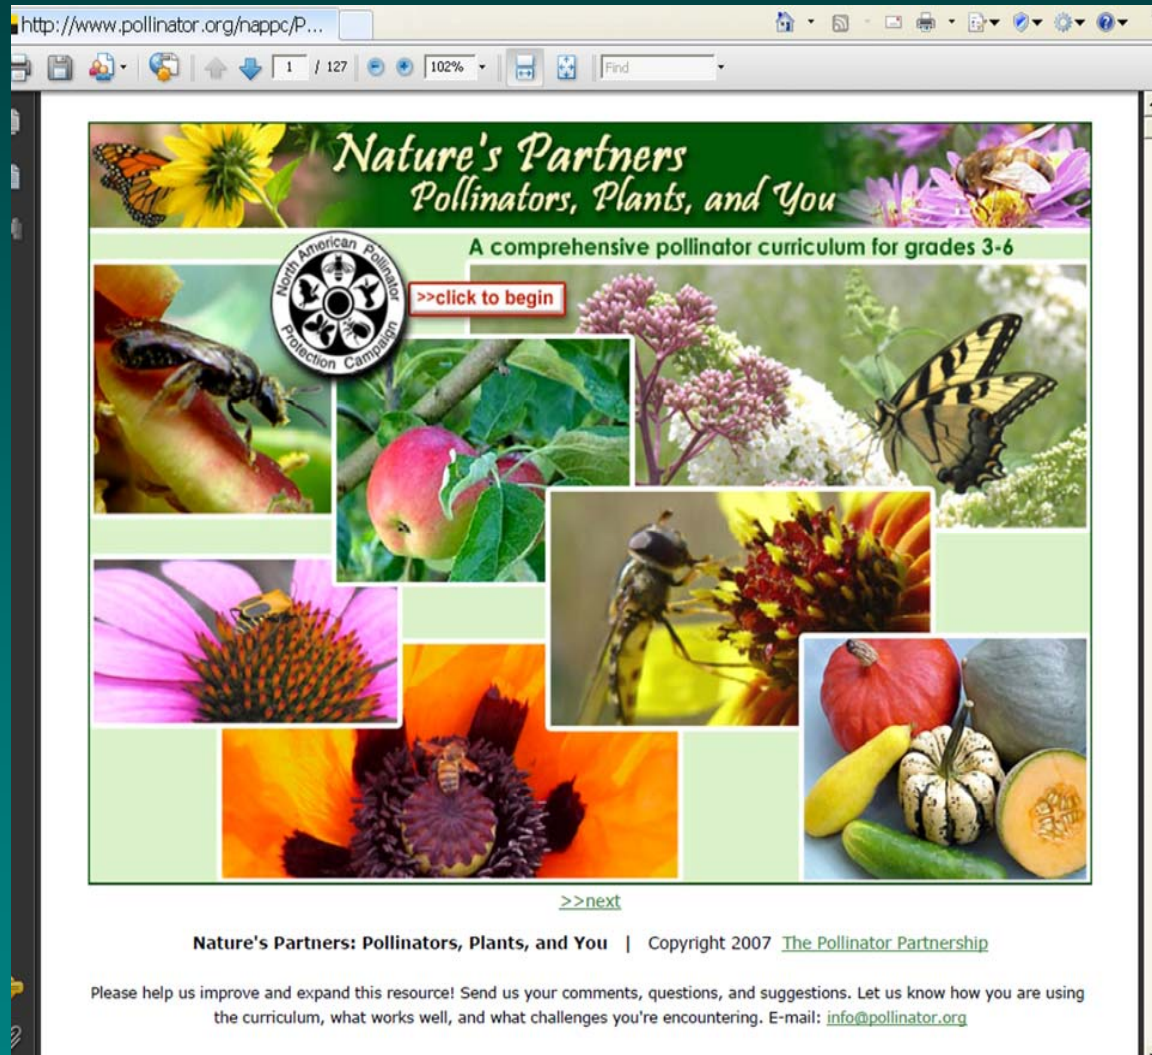 http://www.pollinator.org/nappc/P...
1 / 127 102% Find
Nature's Partners
Pollinators, Plants, and You
A comprehensive pollinator curriculum for grades 3-6
North American Pollinator
Protection Campaign
>>click to begin
>>next
Nature's Partners: Pollinators, Plants, and You | Copyright 2007 The Pollinator Partnership
Please help us improve and expand this resource! Send us your comments, questions, and suggestions. Let us know how you are using
the curriculum, what works well, and what challenges you're encountering. E-mail: info@pollinator.org